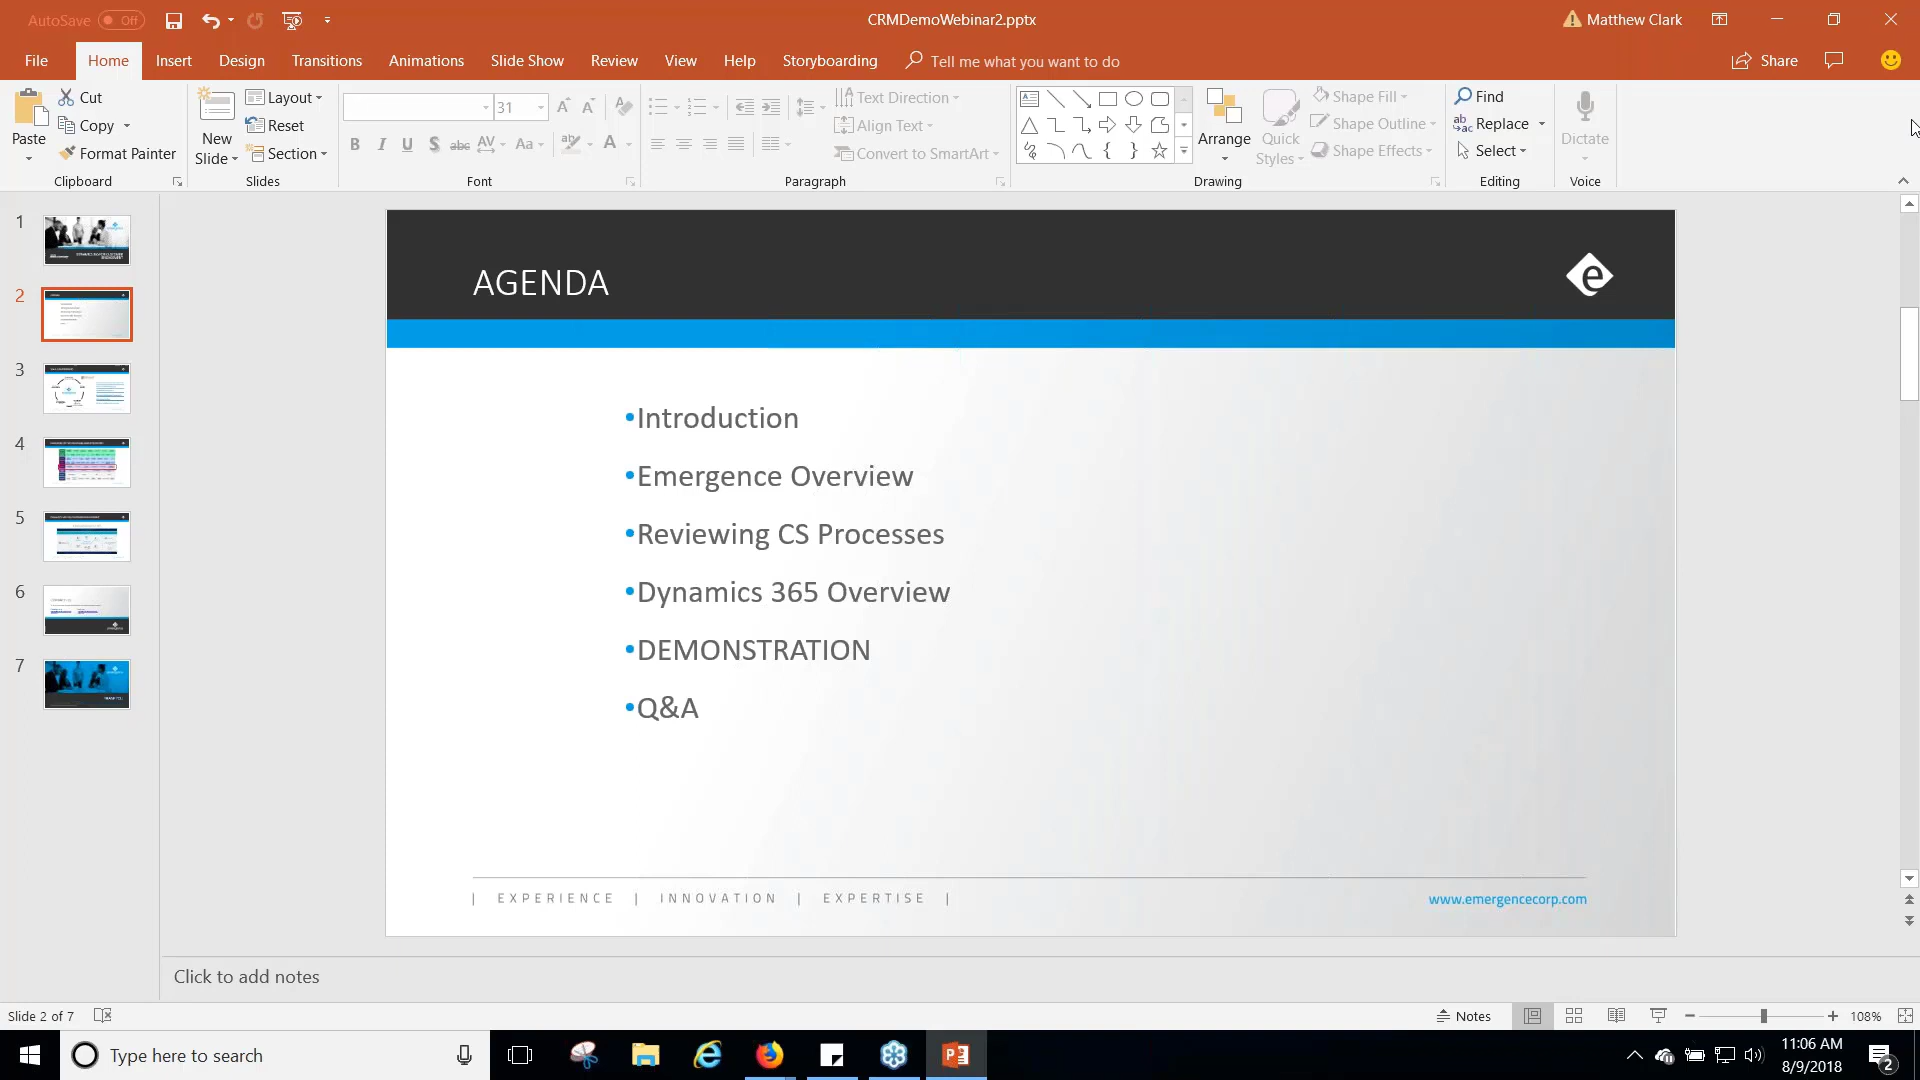 AutoSave Off
CRMDemoWebinar2.pptx
Matthew Clark
File Home Insert Design Transitions Animations Slide Show Review View Help Storyboarding Tell me what you want to do Share
Paste
Cut
Copy
Format Painter
Clipboard
New Slide
Layout
Reset
Section
Slides
31
Font
Text Direction
Align Text
Convert to SmartArt
Paragraph
Arrange
Quick Styles
Shape Fill
Shape Outline
Shape Effects
Drawing
Find
Replace
Select
Editing
Dictate
Voice
1
2
3
4
5
6
7
AGENDA
e
•Introduction
•Emergence Overview
•Reviewing CS Processes
•Dynamics 365 Overview
•DEMONSTRATION
•Q&A
| EXPERIENCE | INNOVATION | EXPERTISE |
www.emergencecorp.com
Click to add notes
Slide 2 of 7
Notes
108%
Type here to search
11:06 AM
8/9/2018
2